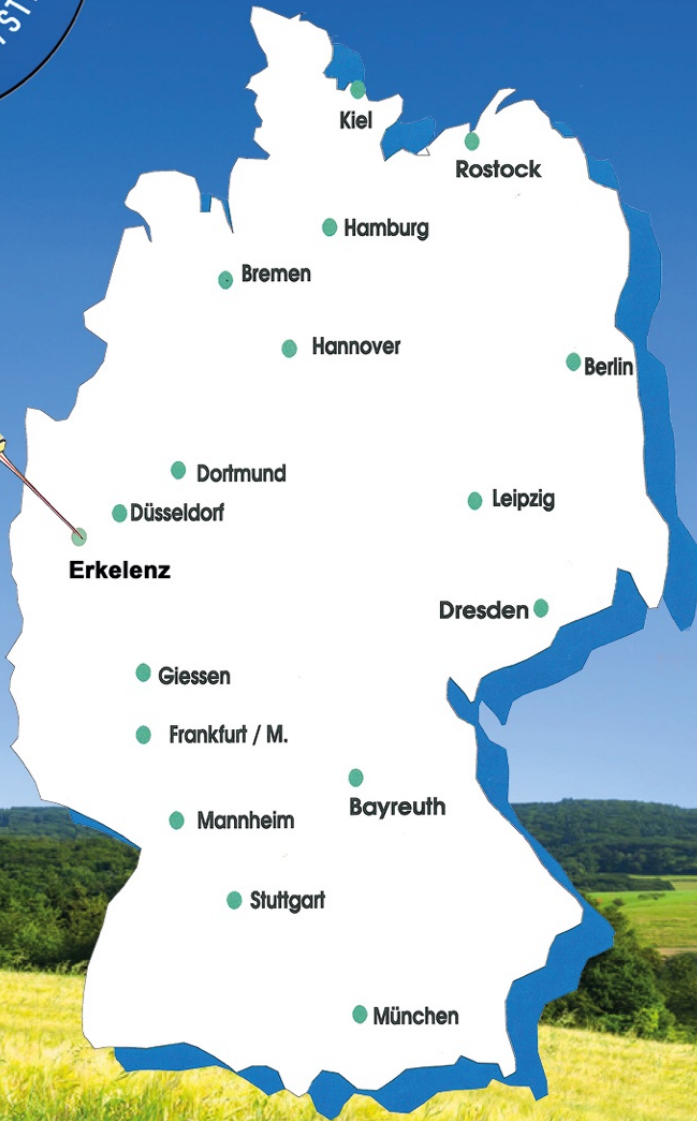 Kiel
Rostock
Hamburg
Bremen
Hannover
Berlin
Dortmund
Leipzig
Düsseldorf
Erkelenz
Dresden
Giessen
Frankfurt / M.
Bayreuth
Mannheim
Stuttgart
München